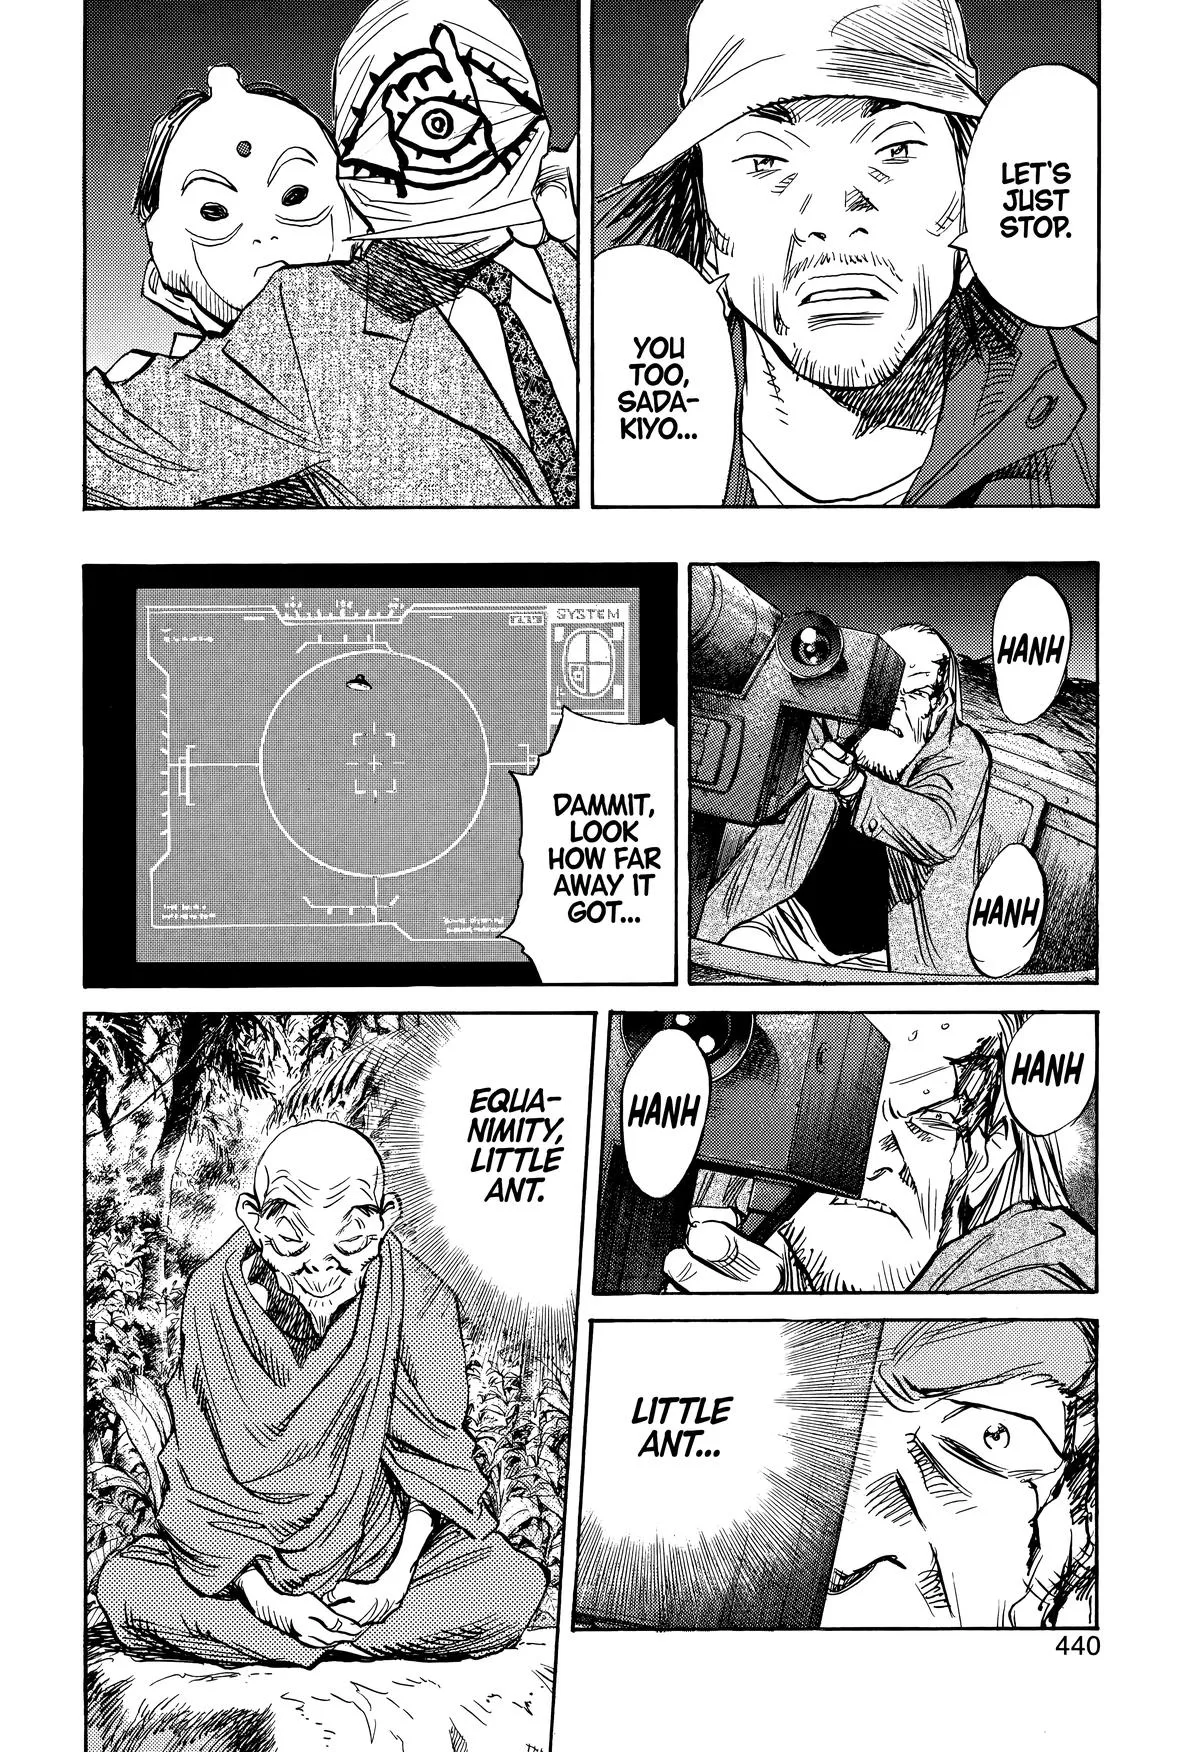 LET'S
JUST
STOP.
YOU
TOO,
SADA-
KIYO...
HANH
HANH
SYSTEM
DAMMIT,
LOOK
HOW FAR
AWAY IT
GOT...
HANH
HANH
LITTLE
ANT...
EQUA-
NIMITY,
LITTLE
ANT.
440